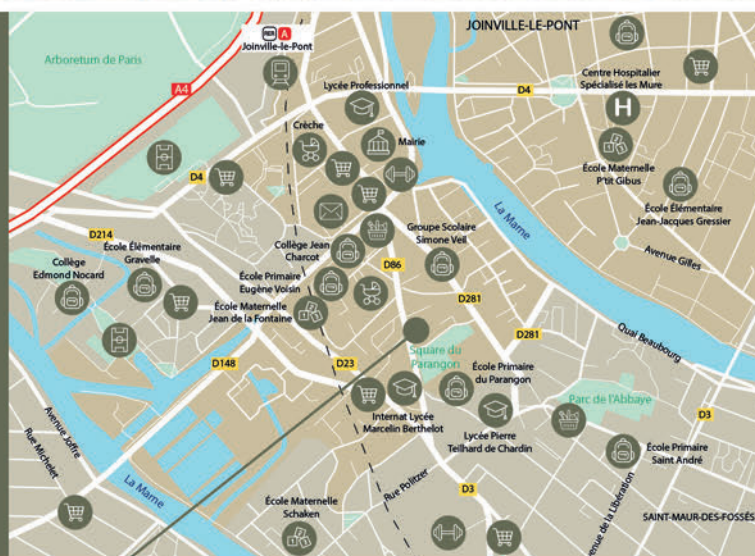 JOINVILLE-LE-PONT
RER A
Joinville-le-Pont
Arboretum de Paris
A4
Lycée Professionnel
D4
Centre Hospitalier
Spécialisé les Mure
H
Crèche
Mairie
École Maternelle
P'tit Gibus
D4
École Élémentaire
Jean-Jacques Gressier
La Marne
D214
École Élémentaire
Gravelle
Collège
Edmond Nocard
Collège Jean
Charcot
Groupe Scolaire
Simone Veil
Avenue Gilles
D86
École Primaire
Eugène Voisin
École Maternelle
Jean de la Fontaine
D281
D281
Quai Beaubourg
D148
D23
Square du
Parangon
École Primaire
du Parangon
Parc de l'Abbaye
D3
Internat Lycée
Marcelin Berthelot
Lycée Pierre
Teilhard de Chardin
École Primaire
Saint André
Avenue Joffre
Rue Michelet
La Marne
Rue Politzer
D3
enue de la Libération
SAINT-MAUR-DES-FOSSÉS
École Maternelle
Schaken